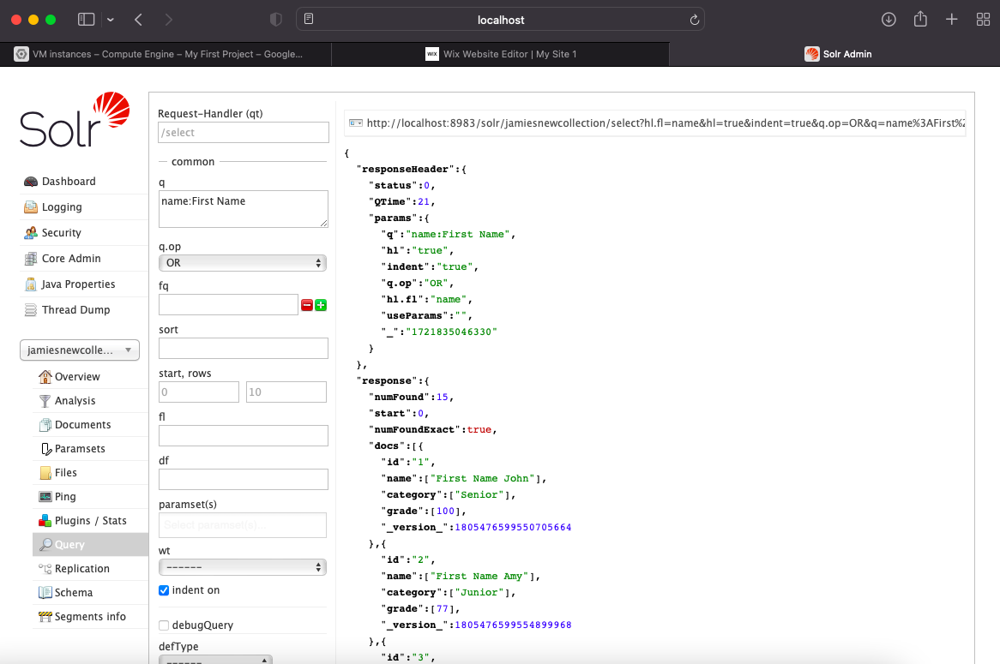 localhost
VM instances – Compute Engine – My First Project – Google...
WIX Wix Website Editor | My Site 1
Solr Admin
Solr
Dashboard
Logging
Security
Core Admin
Java Properties
Thread Dump
jamiesnewcolle...
Overview
Analysis
Documents
Paramsets
Files
Ping
Plugins / Stats
Query
Replication
Schema
Segments info
Request-Handler (qt)
/select
common
q
name:First Name
q.op
OR
fq
sort
start, rows
0 10
fl
df
paramset(s)
Select paramset(s)...
wt
------
indent on
debugQuery
defType
------
http://localhost:8983/solr/jamiesnewcollection/select?hl.fl=name&hl=true&indent=true&q.op=OR&q=name%3AFirst%2
{
"responseHeader":{
"status":0,
"QTime":21,
"params":{
"q":"name:First Name",
"hl":"true",
"indent":"true",
"q.op":"OR",
"hl.fl":"name",
"useParams":"",
"_":"1721835046330"
}
},
"response":{
"numFound":15,
"start":0,
"numFoundExact":true,
"docs":[{
"id":"1",
"name":["First Name John"],
"category":["Senior"],
"grade":[100],
"_version_":1805476599550705664
},{
"id":"2",
"name":["First Name Amy"],
"category":["Junior"],
"grade":[77],
"_version_":1805476599554899968
},{
"id":"3",